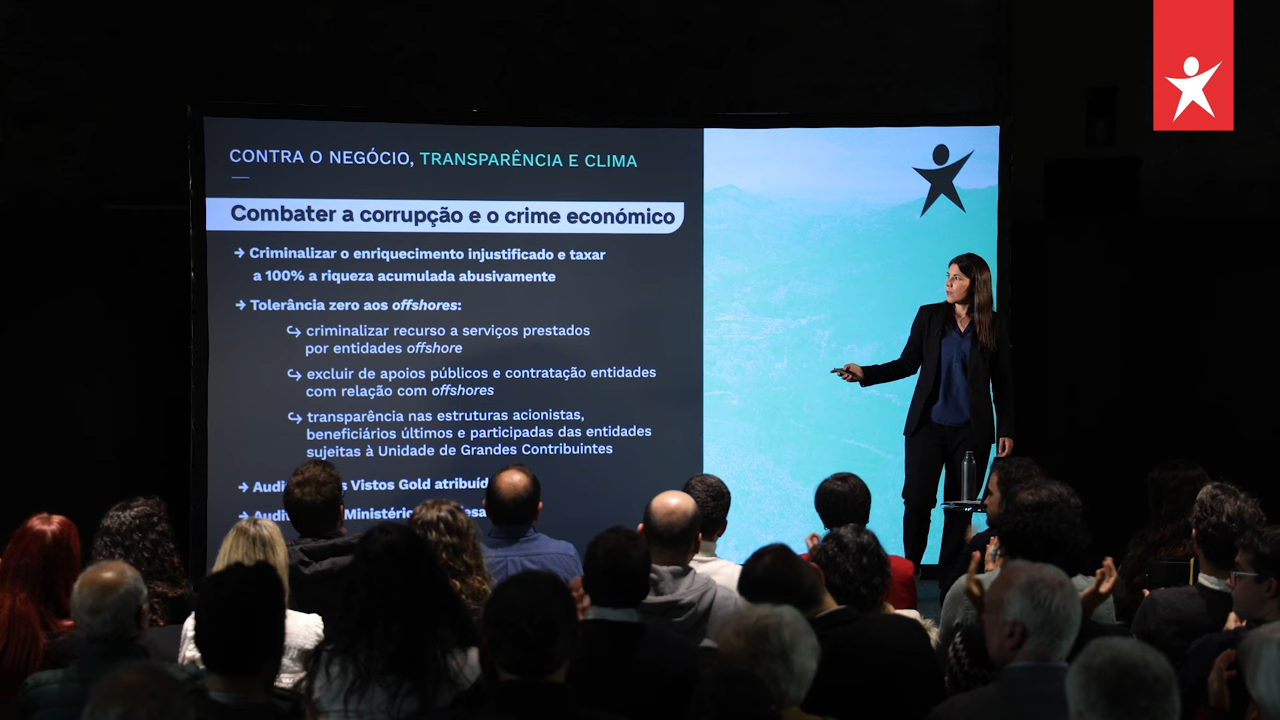 CONTRA O NEGÓCIO, TRANSPARÊNCIA E CLIMA
Combater a corrupção e o crime económico
→ Criminalizar o enriquecimento injustificado e taxar
a 100% a riqueza acumulada abusivamente
→ Tolerância zero aos offshores:
↪ criminalizar recurso a serviços prestados
por entidades offshore
↪ excluir de apoios públicos e contratação entidades
com relação com offshores
↪ transparência nas estruturas acionistas,
beneficiários últimos e participadas das entidades
sujeitas à Unidade de Grandes Contribuintes
→ Vistos Gold
→ Ministério